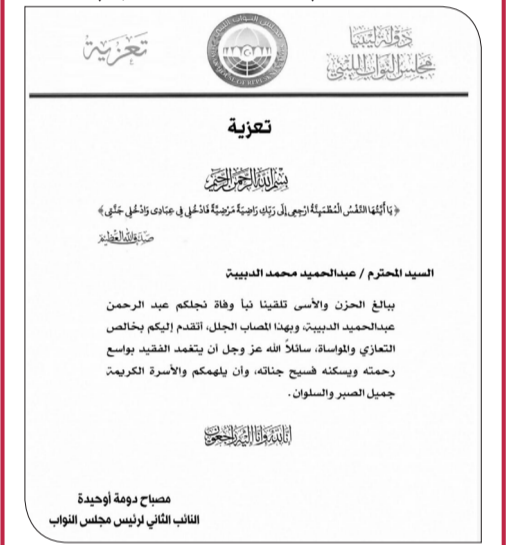 دولة ليبيا
مجلس النواب الليبي
تعزية
تعزية
بسم الله الرحمن الرحيم
﴿ يَا أَيَّتُهَا النَّفْسُ الْمُطْمَئِنَّةُ ارْجِعِي إِلَى رَبِّكِ رَاضِيَةً مَرْضِيَّةً فَادْخُلِي فِي عِبَادِي وَادْخُلِي جَنَّتِي ﴾
صدق الله العظيم
السيد المحترم / عبدالحميد محمد الدبيبة
ببالغ الحزن والأسى تلقينا نبأ وفاة نجلكم عبد الرحمن
عبدالحميد الدبيبة، وبهذا المصاب الجلل، أتقدم إليكم بخالص
التعازي والمواساة، سائلاً الله عز وجل أن يتغمد الفقيد بواسع
رحمته ويسكنه فسيح جناته، وأن يلهمكم والأسرة الكريمة
جميل الصبر والسلوان.
إنا لله وإنا إليه راجعون
مصباح دومة أوحيدة
النائب الثاني لرئيس مجلس النواب